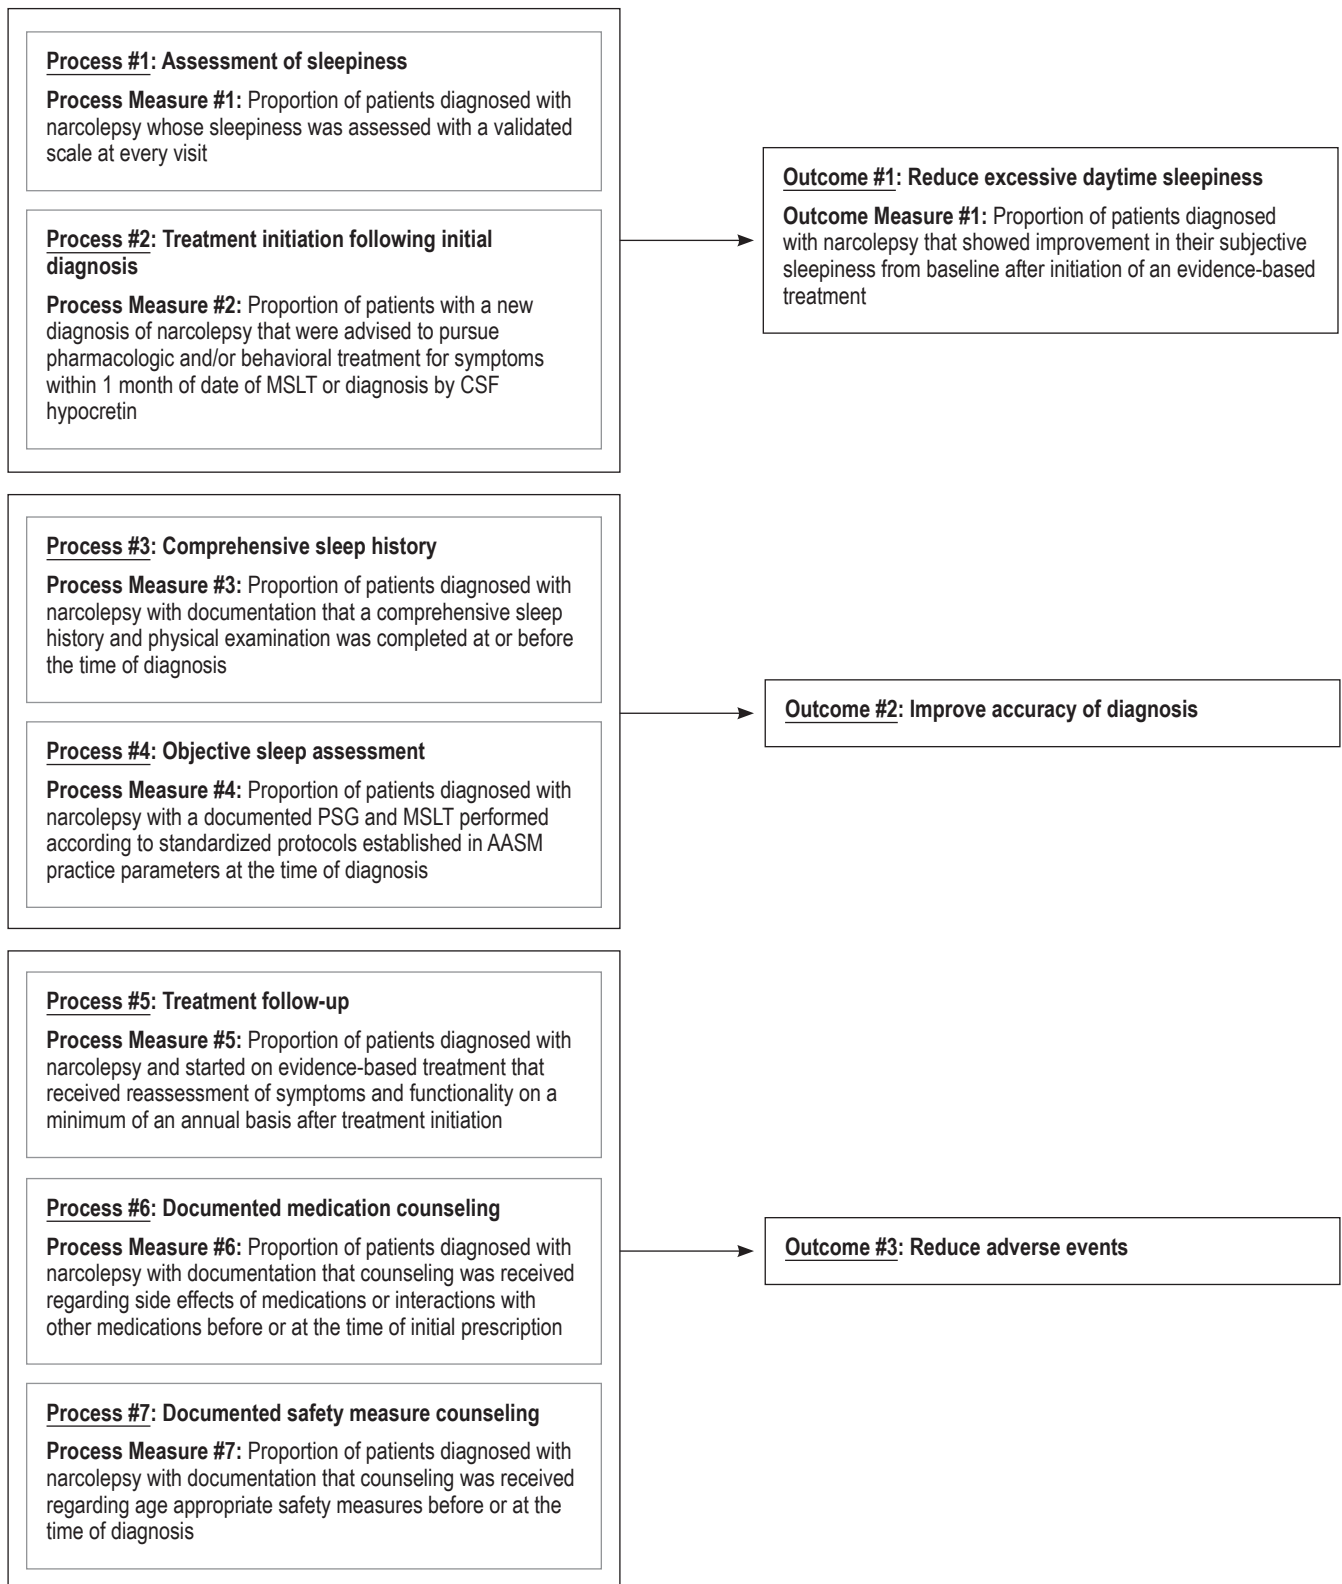 Process #1: Assessment of sleepiness
Process Measure #1: Proportion of patients diagnosed with
narcolepsy whose sleepiness was assessed with a validated
scale at every visit
Process #2: Treatment initiation following initial
diagnosis
Process Measure #2: Proportion of patients with a new
diagnosis of narcolepsy that were advised to pursue
pharmacologic and/or behavioral treatment for symptoms
within 1 month of date of MSLT or diagnosis by CSF
hypocretin
Outcome #1: Reduce excessive daytime sleepiness
Outcome Measure #1: Proportion of patients diagnosed
with narcolepsy that showed improvement in their subjective
sleepiness from baseline after initiation of an evidence-based
treatment
Process #3: Comprehensive sleep history
Process Measure #3: Proportion of patients diagnosed with
narcolepsy with documentation that a comprehensive sleep
history and physical examination was completed at or before
the time of diagnosis
Process #4: Objective sleep assessment
Process Measure #4: Proportion of patients diagnosed with
narcolepsy with a documented PSG and MSLT performed
according to standardized protocols established in AASM
practice parameters at the time of diagnosis
Outcome #2: Improve accuracy of diagnosis
Process #5: Treatment follow-up
Process Measure #5: Proportion of patients diagnosed with
narcolepsy and started on evidence-based treatment that
received reassessment of symptoms and functionality on a
minimum of an annual basis after treatment initiation
Process #6: Documented medication counseling
Process Measure #6: Proportion of patients diagnosed with
narcolepsy with documentation that counseling was received
regarding side effects of medications or interactions with
other medications before or at the time of initial prescription
Process #7: Documented safety measure counseling
Process Measure #7: Proportion of patients diagnosed with
narcolepsy with documentation that counseling was received
regarding age appropriate safety measures before or at the
time of diagnosis
Outcome #3: Reduce adverse events